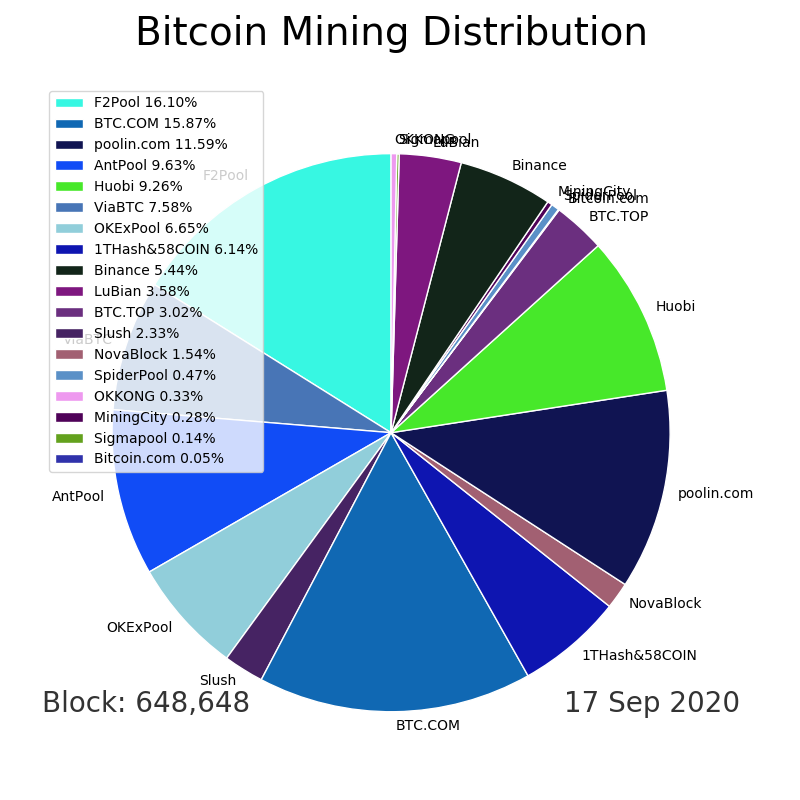 Bitcoin Mining Distribution
F2Pool 16.10%
BTC.COM 15.87%
poolin.com 11.59%
AntPool 9.63%
Huobi 9.26%
ViaBTC 7.58%
OKExPool 6.65%
1THash&58COIN 6.14%
Binance 5.44%
LuBian 3.58%
BTC.TOP 3.02%
Slush 2.33%
NovaBlock 1.54%
SpiderPool 0.47%
OKKONG 0.33%
MiningCity 0.28%
Sigmapool 0.14%
Bitcoin.com 0.05%
OKKONG
Sigmapool
LuBian
Binance
MiningCity
SpiderPool
Bitcoin.com
BTC.TOP
Huobi
poolin.com
NovaBlock
1THash&58COIN
BTC.COM
Slush
OKExPool
AntPool
ViaBTC
F2Pool
Block: 648,648
17 Sep 2020